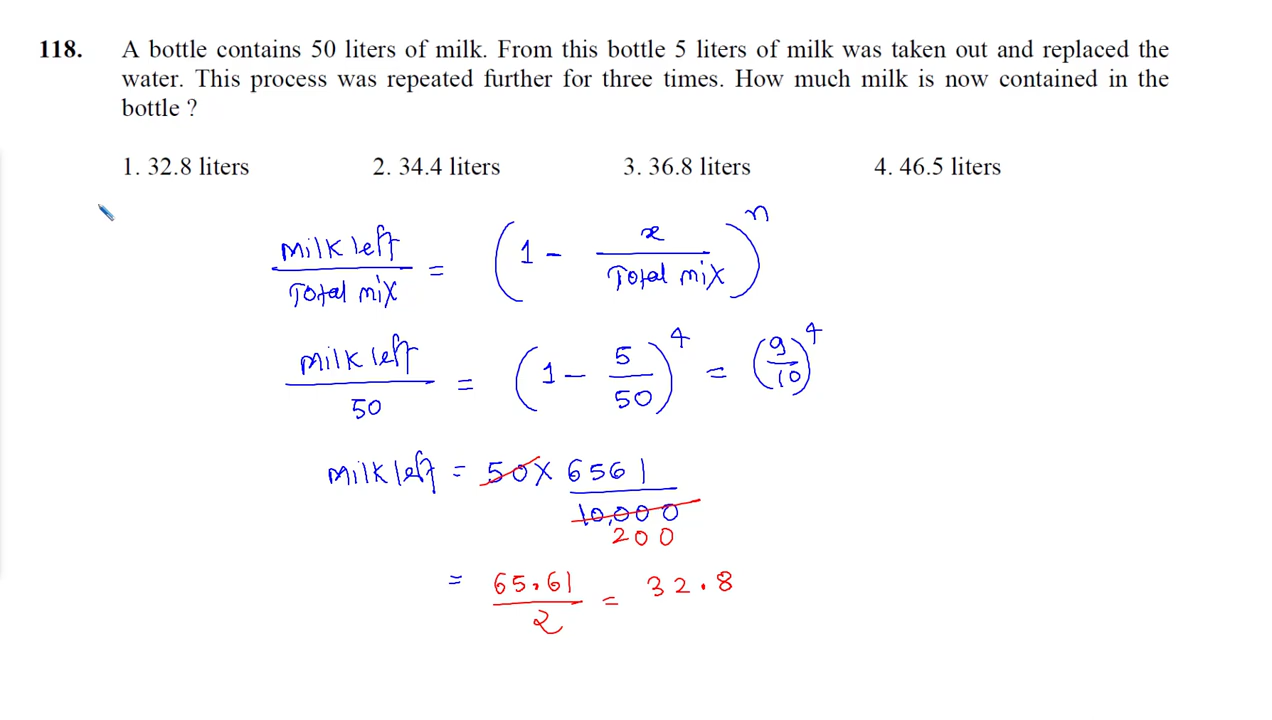 118. A bottle contains 50 liters of milk. From this bottle 5 liters of milk was taken out and replaced the
water. This process was repeated further for three times. How much milk is now contained in the
bottle ?
1. 32.8 liters 2. 34.4 liters 3. 36.8 liters 4. 46.5 liters
Milk left / Total mix = (1 - x / Total mix)^n
Milk left / 50 = (1 - 5 / 50)^4 = (9 / 10)^4
Milk left = 50 x 6561 / 10,000
200
= 65.61 / 2 = 32.8